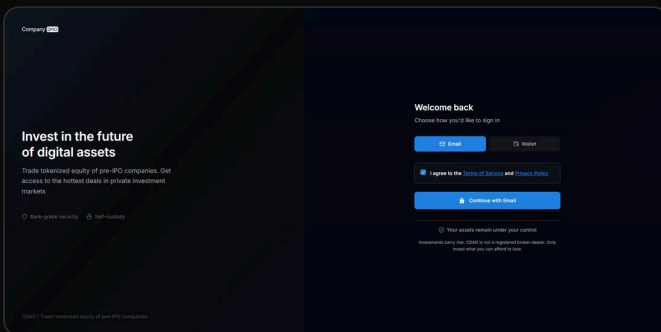 Company DAO
Invest in the future
of digital assets
Trade tokenized equity of pre-IPO companies. Get
access to the hottest deals in private investment
markets
Bank-grade security Self-custody
CDAO | Trade tokenized equity of pre-IPO companies
Welcome back
Choose how you'd like to sign in
Email Wallet
I agree to the Terms of Service and Privacy Policy
Continue with Email
Your assets remain under your control
Investments carry risk. CDAO is not a registered broker-dealer. Only
invest what you can afford to lose.